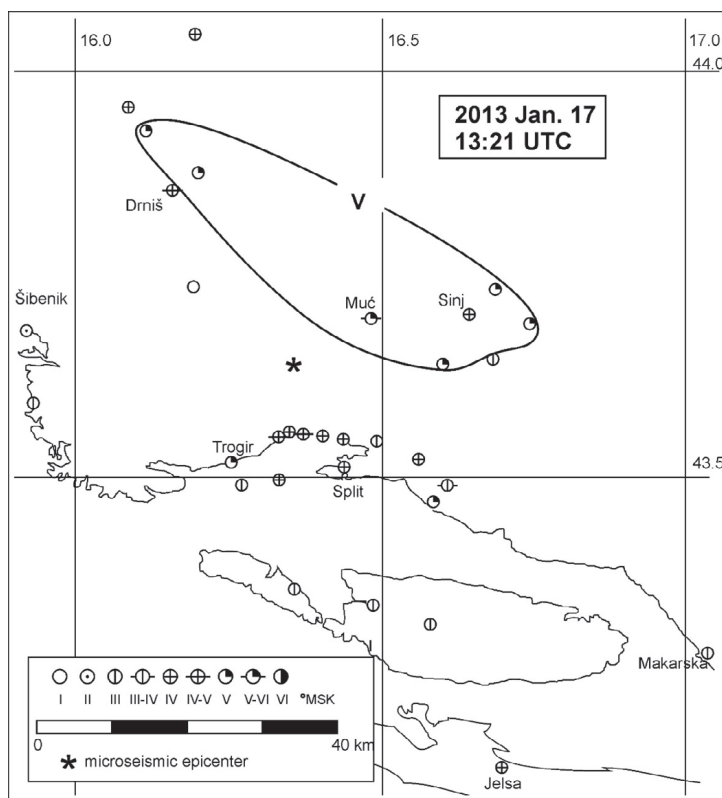 16.0 16.5 17.0
44.0
2013 Jan. 17
13:21 UTC
V
Drniš
Muć Sinj
Šibenik
Trogir
43.5
Split
Makarska
I II III III-IV IV IV-V V V-VI VI °MSK
0 40 km
* microseismic epicenter
Jelsa